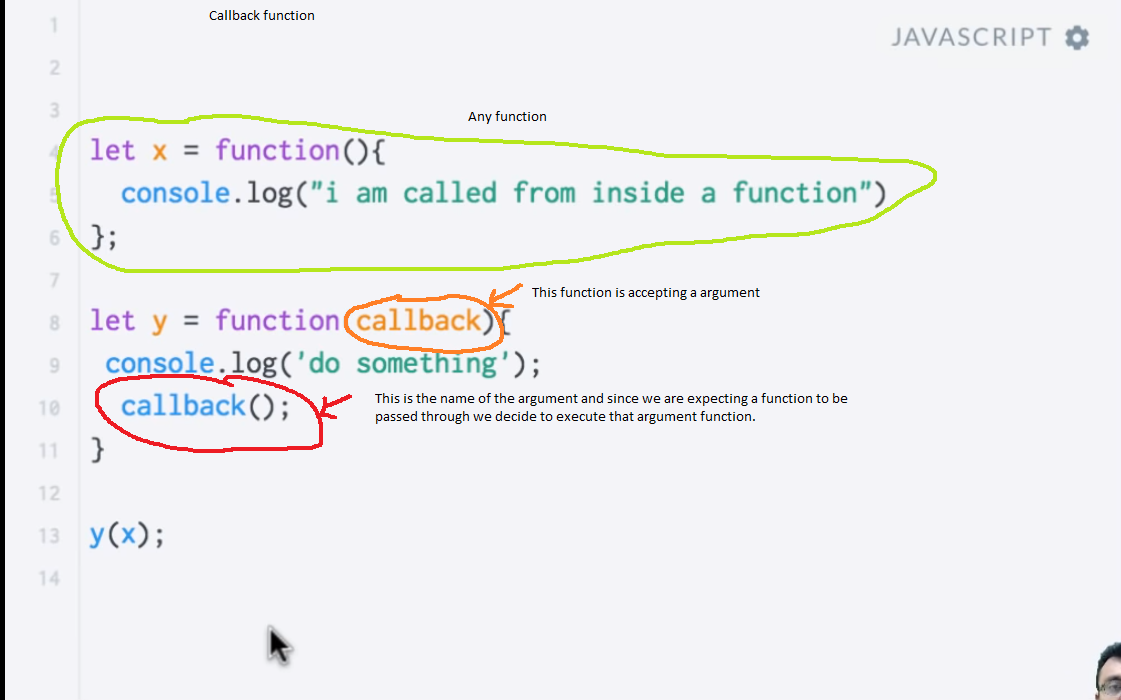 Callback function
JAVASCRIPT
1
2
3
Any function
4 let x = function(){
5 console.log("i am called from inside a function")
6 };
7
This function is accepting a argument
8 let y = function(callback){
9 console.log('do something');
10 callback();
This is the name of the argument and since we are expecting a function to be
passed through we decide to execute that argument function.
11 }
12
13 y(x);
14